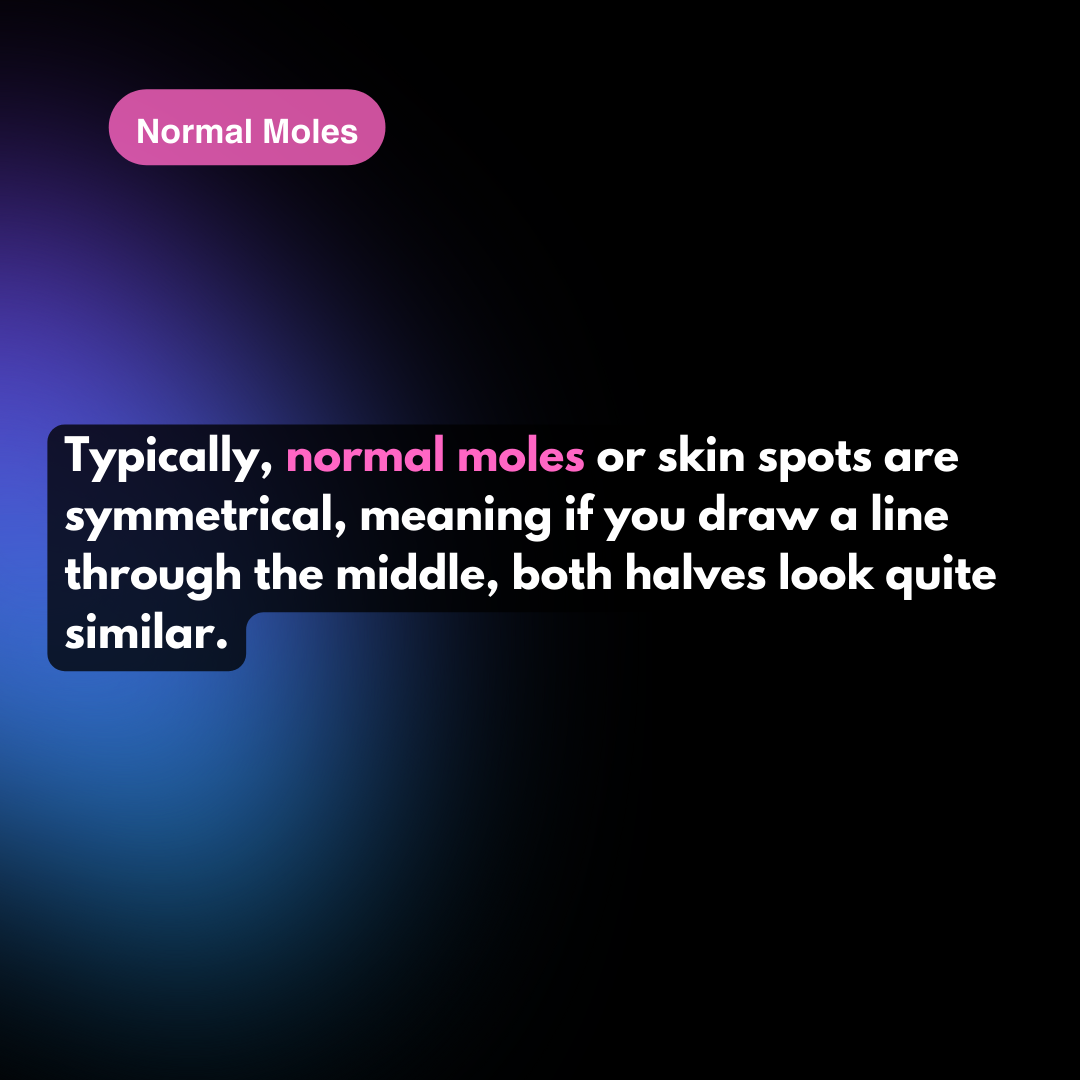 Normal Moles
Typically, normal moles or skin spots are
symmetrical, meaning if you draw a line
through the middle, both halves look quite
similar.